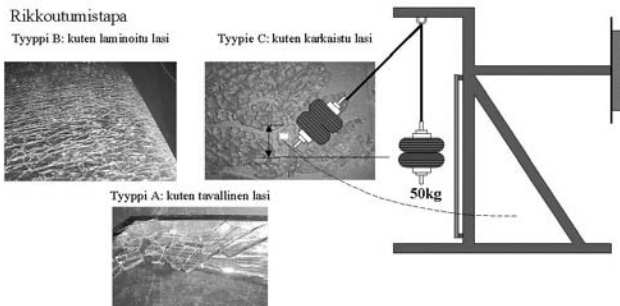 Rikkoutumistapa
Tyyppi B: kuten laminoitu lasi
Tyypie C: kuten karkaistu lasi
50kg
Tyyppi A: kuten tavallinen lasi